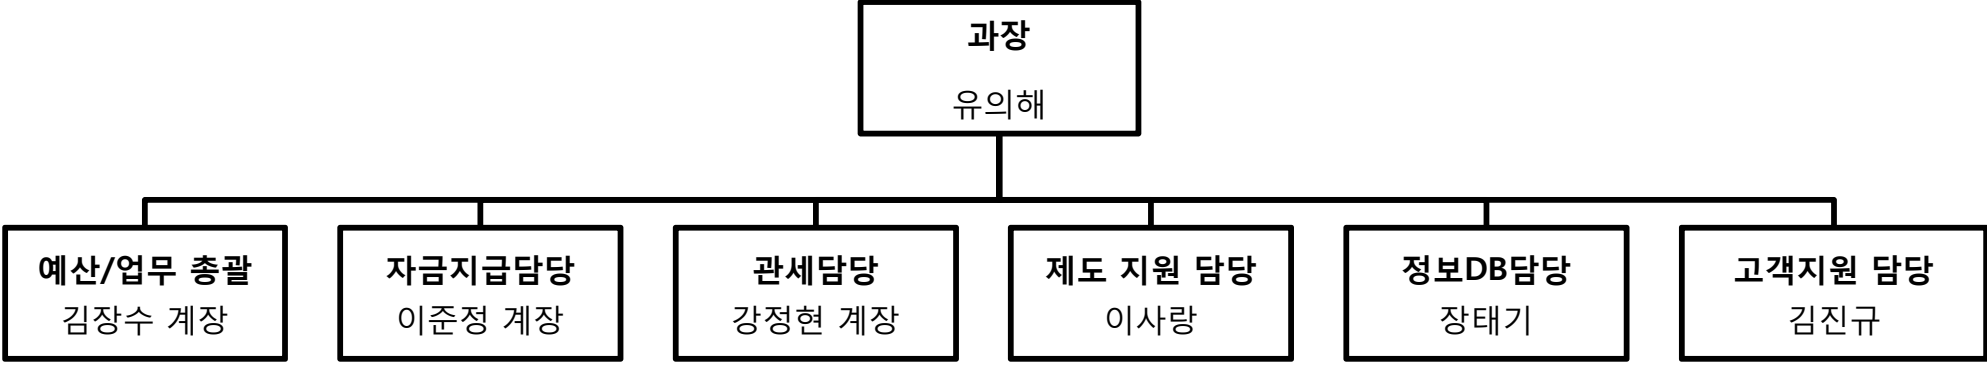 과장
유의해
예산/업무 총괄
김장수 계장
자금지급담당
이준정 계장
관세담당
강정현 계장
제도 지원 담당
이사랑
정보DB담당
장태기
고객지원 담당
김진규